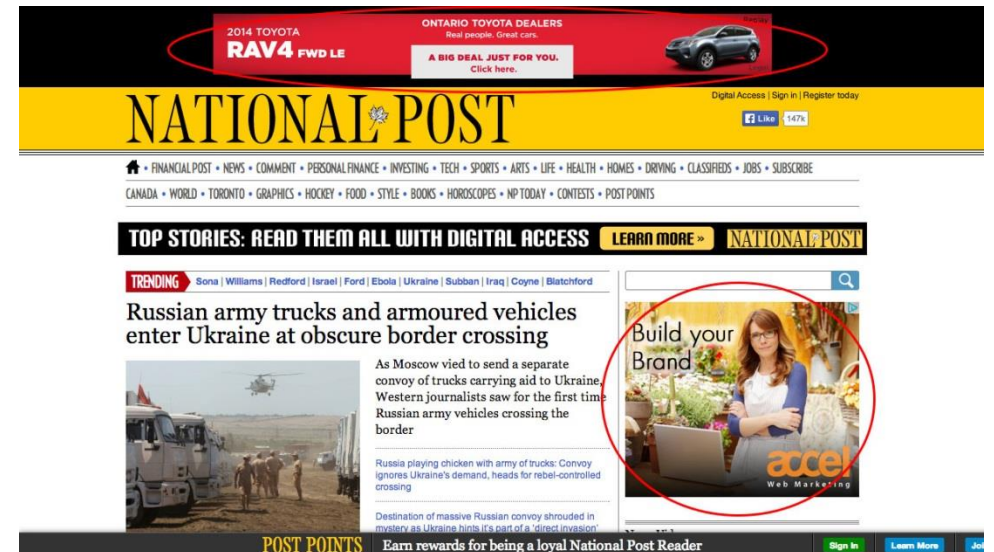 2014 TOYOTA
RAV4 FWD LE
ONTARIO TOYOTA DEALERS
Real people. Great cars.
A BIG DEAL JUST FOR YOU.
Click here.
NATIONAL POST
Digital Access | Sign in | Register today
Like 147k
• FINANCIAL POST • NEWS • COMMENT • PERSONAL FINANCE • INVESTING • TECH • SPORTS • ARTS • LIFE • HEALTH • HOMES • DRIVING • CLASSIFIEDS • JOBS • SUBSCRIBE
CANADA • WORLD • TORONTO • GRAPHICS • HOCKEY • FOOD • STYLE • BOOKS • HOROSCOPES • NP TODAY • CONTESTS • POST POINTS
TOP STORIES: READ THEM ALL WITH DIGITAL ACCESS LEARN MORE » NATIONAL POST
TRENDING Sona | Williams | Redford | Israel | Ford | Ebola | Ukraine | Subban | Iraq | Coyne | Blatchford
Russian army trucks and armoured vehicles
enter Ukraine at obscure border crossing
As Moscow vied to send a separate
convoy of trucks carrying aid to Ukraine,
Western journalists saw for the first time
Russian army vehicles crossing the
border
Russia playing chicken with army of trucks: Convoy
ignores Ukraine's demand, heads for rebel-controlled
crossing
Destination of massive Russian convoy shrouded in
mystery as Ukraine hints it's part of a 'direct invasion'
Build your
Brand
accel
Web Marketing
POST POINTS Earn rewards for being a loyal National Post Reader
Sign In
Learn More